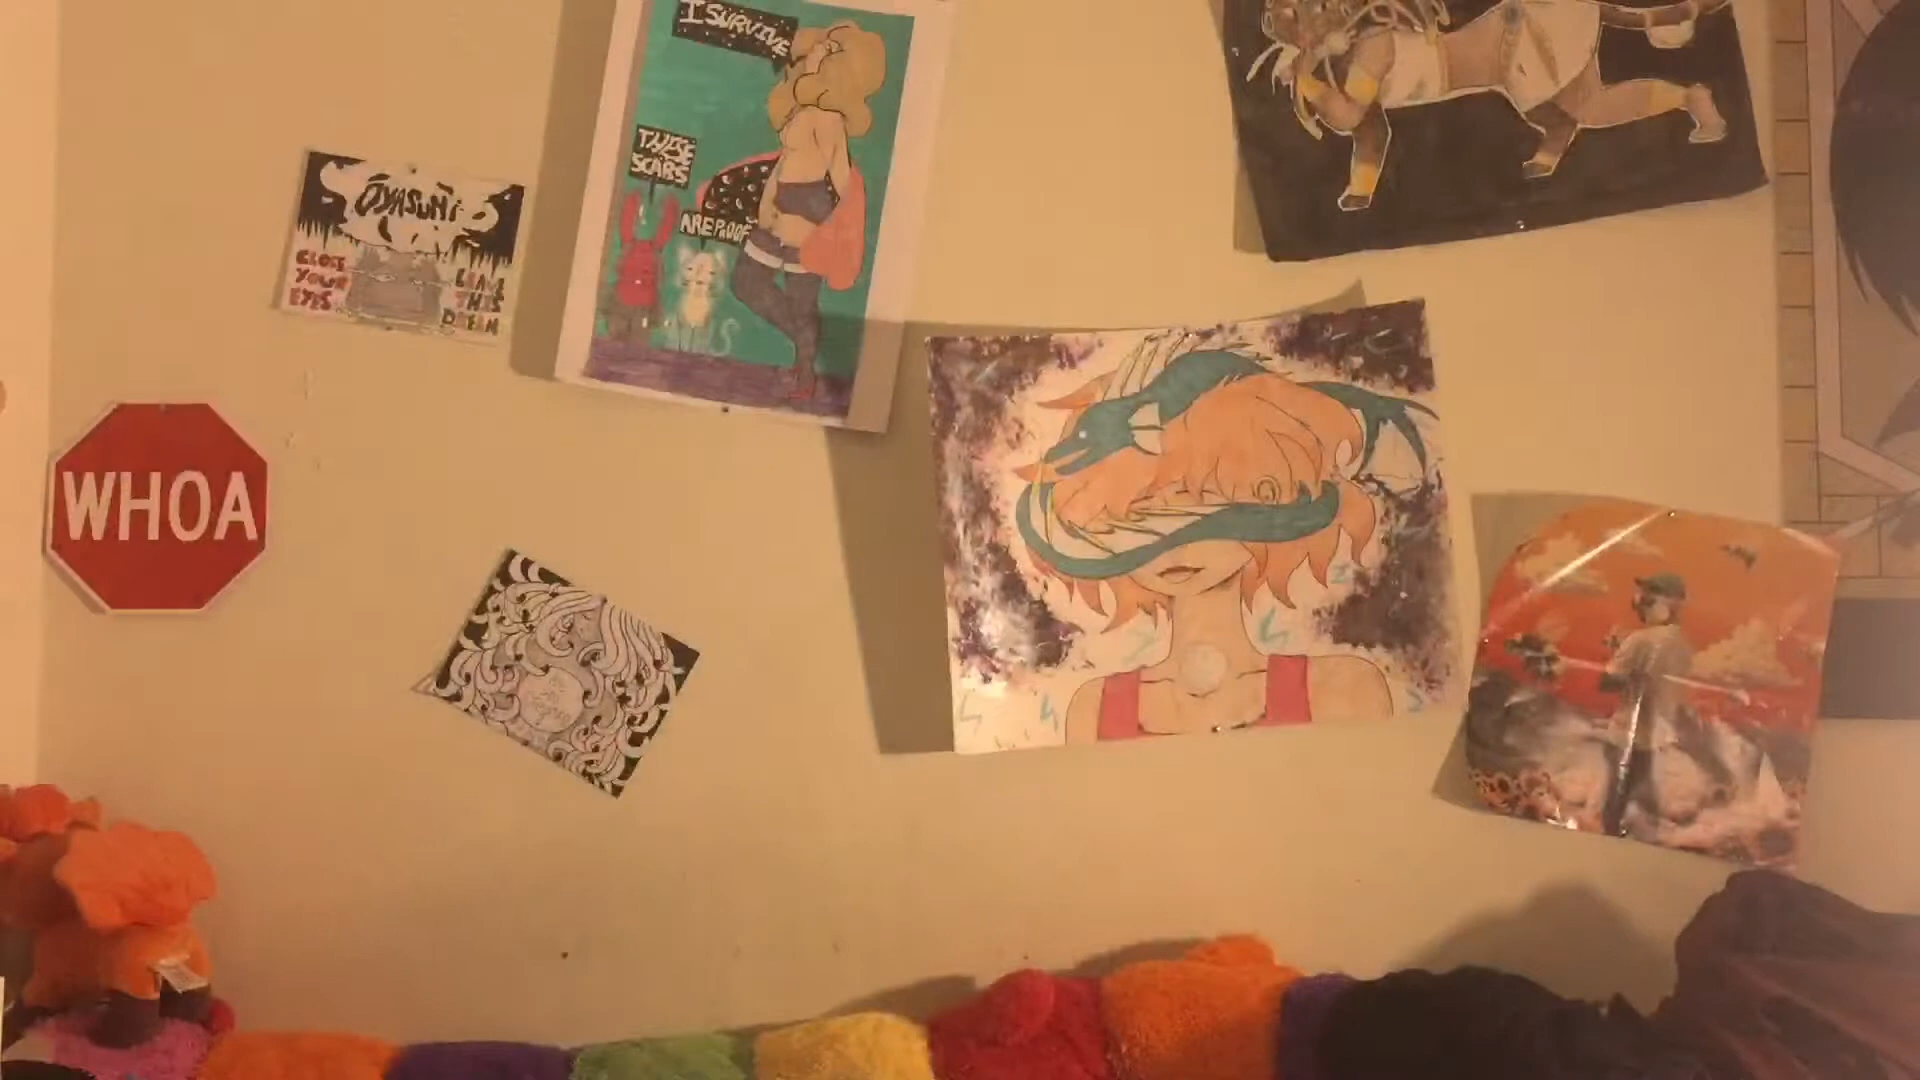 I SURVIVE
THESE
SCARS
ARE PROOF
OYASUMI
CLOSE
YOUR
EYES
LEAVE
THIS
DREAM
WHOA